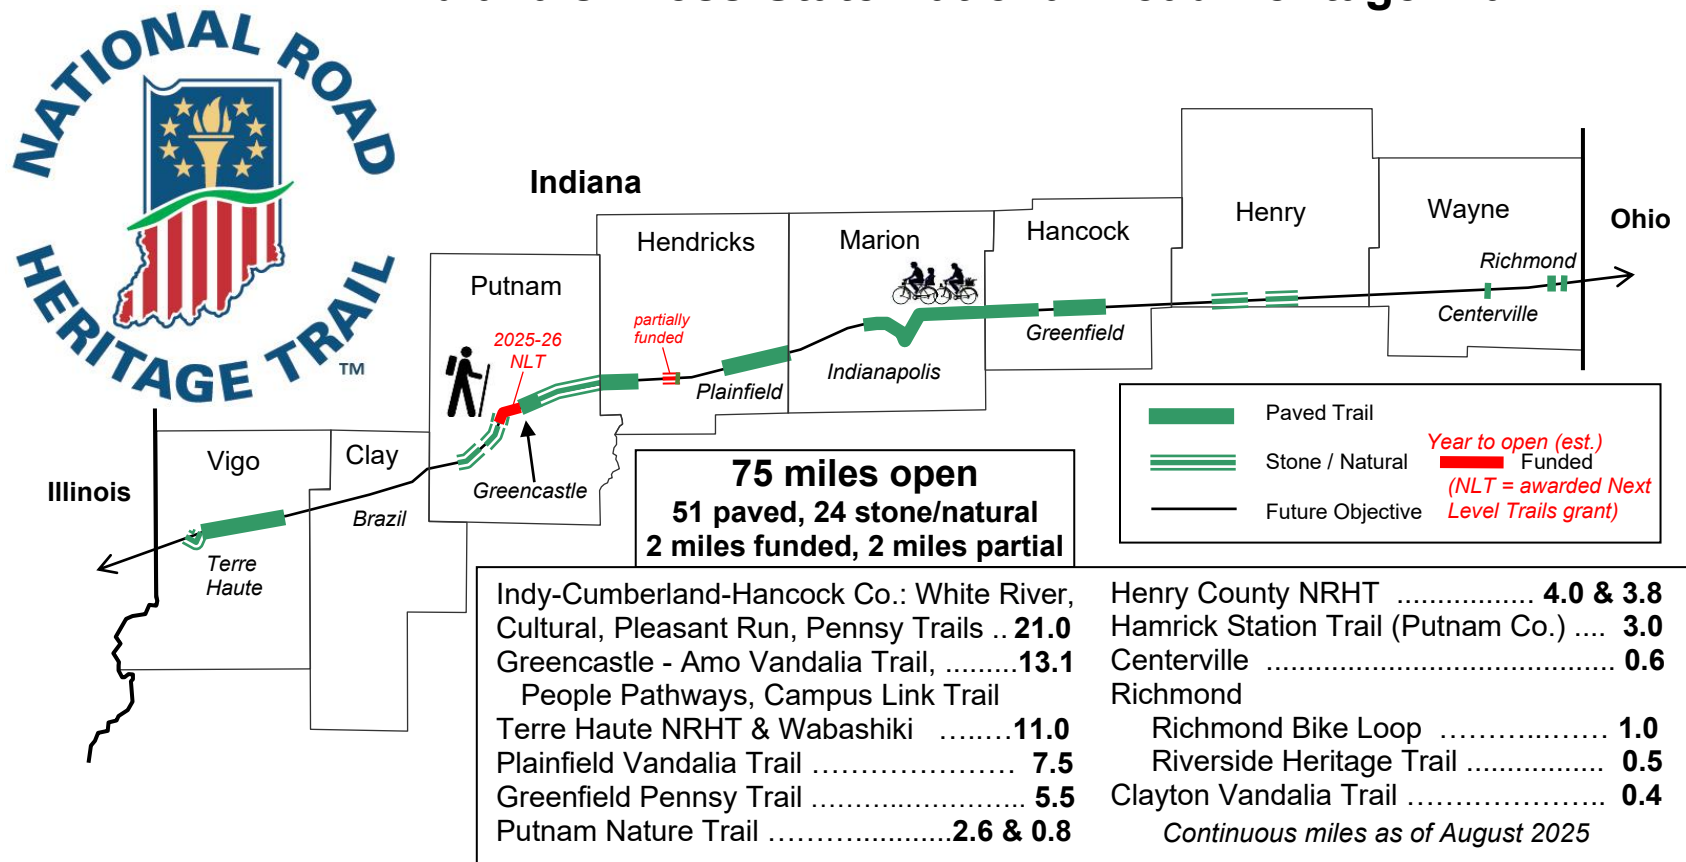 NATIONAL ROAD
HERITAGE TRAIL
TM
Indiana
Ohio
Illinois
Putnam
Hendricks
Marion
Hancock
Henry
Wayne
Vigo
Clay
Richmond
Centerville
Greenfield
Indianapolis
Plainfield
partially
funded
2025-26
NLT
Greencastle
Brazil
Terre
Haute
Paved Trail
Stone / Natural
Future Objective
Year to open (est.)
Funded
(NLT = awarded Next
Level Trails grant)
75 miles open
51 paved, 24 stone/natural
2 miles funded, 2 miles partial
Indy-Cumberland-Hancock Co.: White River,
Cultural, Pleasant Run, Pennsy Trails .. 21.0
Greencastle - Amo Vandalia Trail, .........13.1
People Pathways, Campus Link Trail
Terre Haute NRHT & Wabashiki ........11.0
Plainfield Vandalia Trail ..................... 7.5
Greenfield Pennsy Trail ........................ 5.5
Putnam Nature Trail .....................2.6 & 0.8
Henry County NRHT ................. 4.0 & 3.8
Hamrick Station Trail (Putnam Co.) .... 3.0
Centerville .......................................... 0.6
Richmond
Richmond Bike Loop .................... 1.0
Riverside Heritage Trail ................. 0.5
Clayton Vandalia Trail ....................... 0.4
Continuous miles as of August 2025